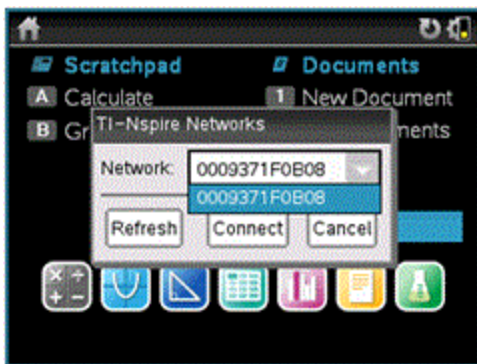 Scratchpad
Documents
A Calculate
1 New Document
B Gr
ments
TI-Nspire Networks
Network: 0009371F0B08
0009371F0B08
Refresh Connect Cancel